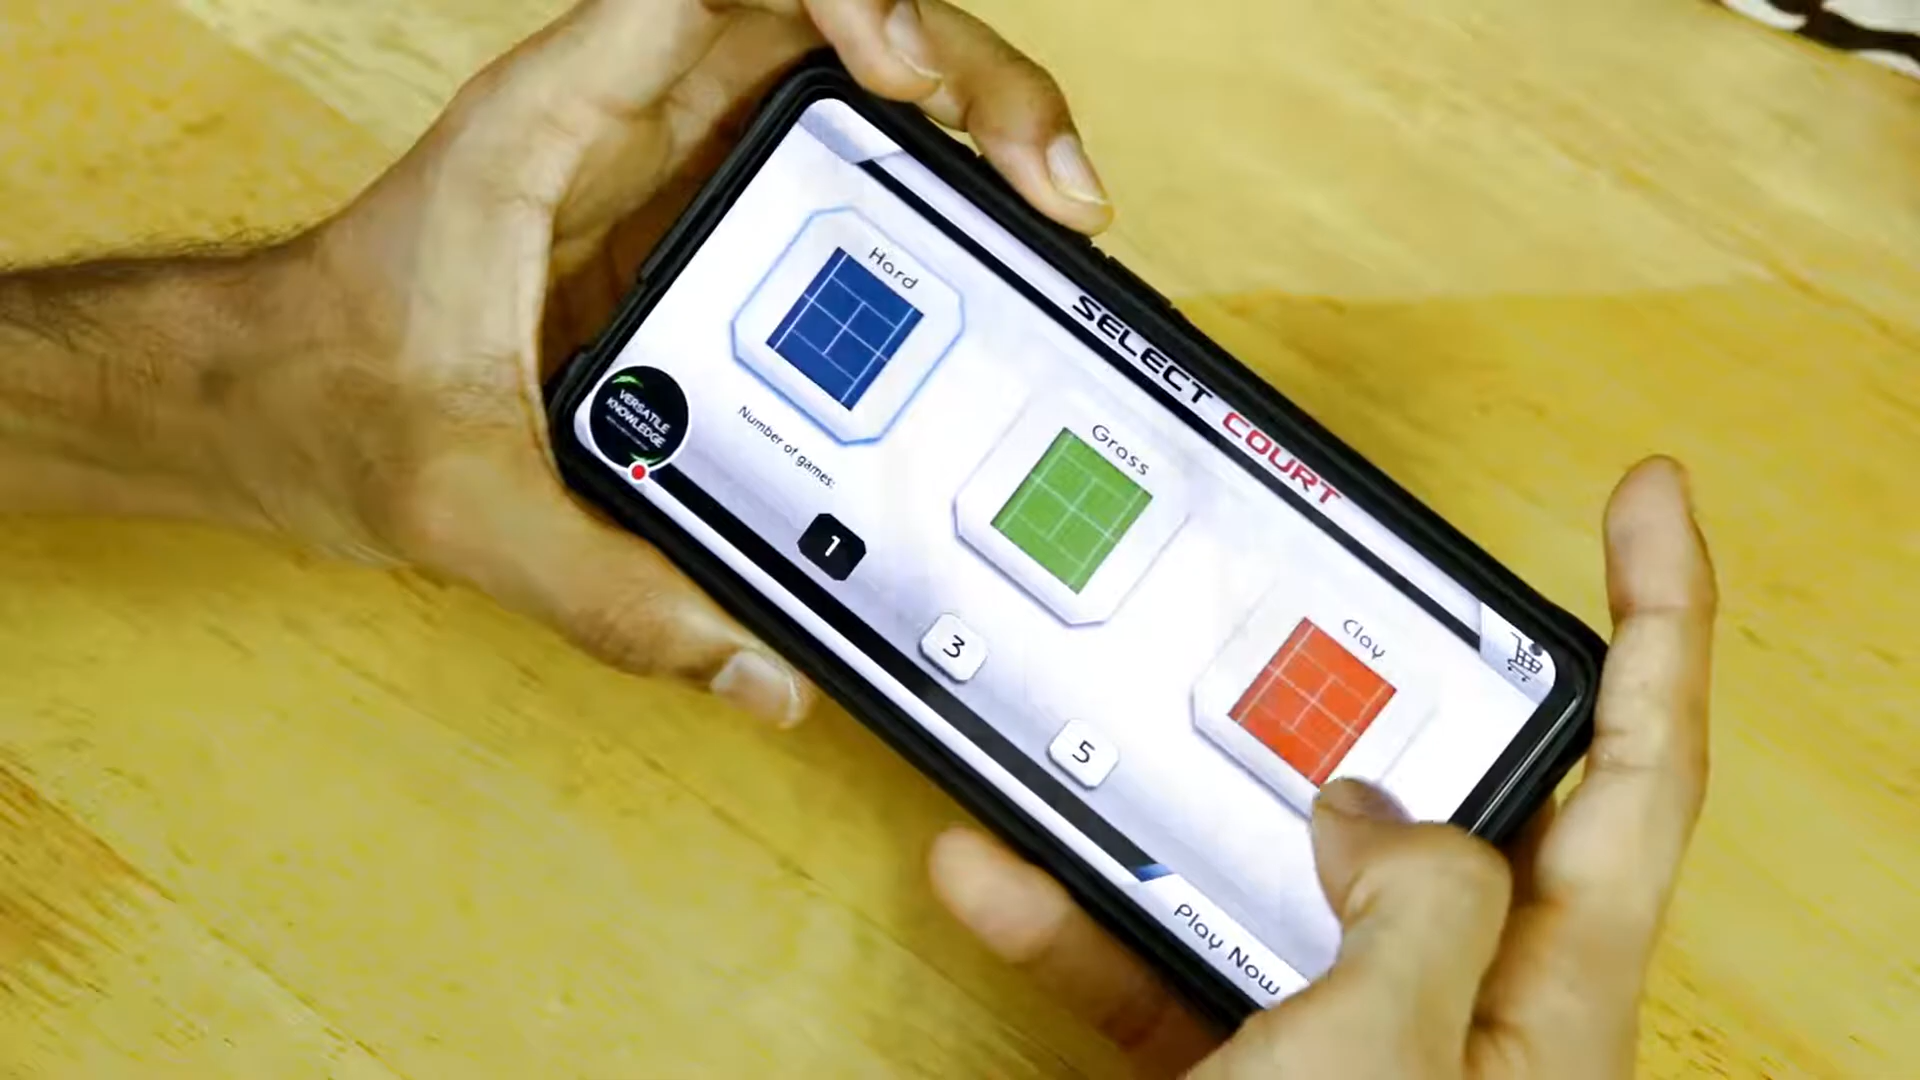 SELECT COURT
Hard
Grass
Clay
Number of games:
1
3
5
Play Now
VERSATILE
KNOWLEDGE